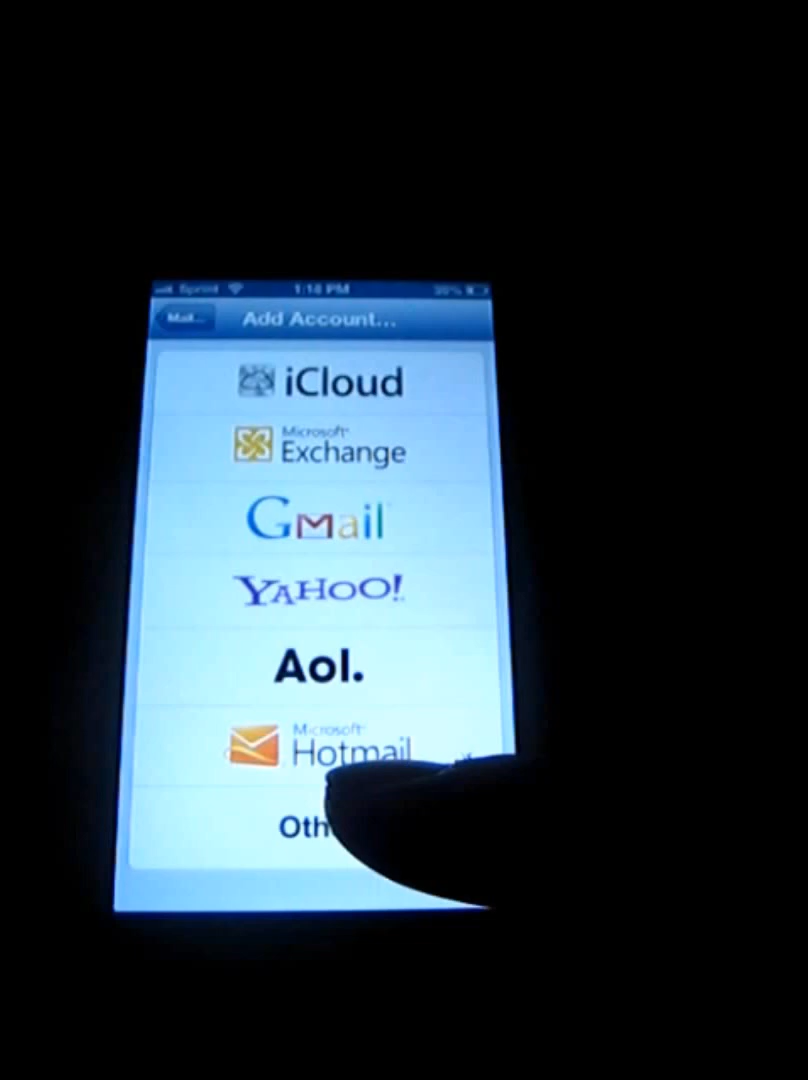 Sprint 1:18 PM
Mail... Add Account...
iCloud
Microsoft®
Exchange
Gmail
YAHOO!
Aol.
Microsoft®
Hotmail
Oth